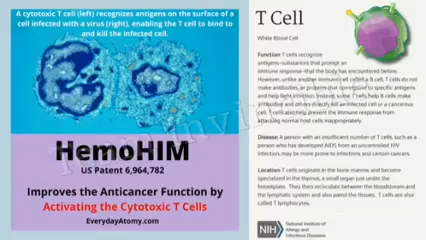 A cytotoxic T cell (left) recognizes antigens on the surface of a
cell infected with a virus (right), enabling the T cell to bind to
and kill the infected cell.
HemoHIM
US Patent 6,964,782
Improves the Anticancer Function by
Activating the Cytotoxic T Cells
EverydayAtomy.com
T Cell
White Blood Cell
Function: T cells recognize
antigens-substances that prompt an
immune response-that the body has encountered before.
However, unlike another immune cell called a B cell, T cells do not
make antibodies, or proteins that correspond to specific antigens
and help fight infection. Instead, some T cells help B cells make
antibodies and others directly kill an infected cell or a cancerous
cell. T cells also help prevent the immune response from
attacking normal host cells inappropriately.
Disease: A person with an insufficient number of T cells, such as a
person who has developed AIDS from an uncontrolled HIV
infection, may be more prone to infections and certain cancers.
Location: T cells originate in the bone marrow and become
specialized in the thymus, a small organ just under the
breastplate. They then recirculate between the bloodstream and
the lymphatic system and also patrol the tissues. T cells are also
called T lymphocytes.
NIH
National Institute of
Allergy and
Infectious Diseases